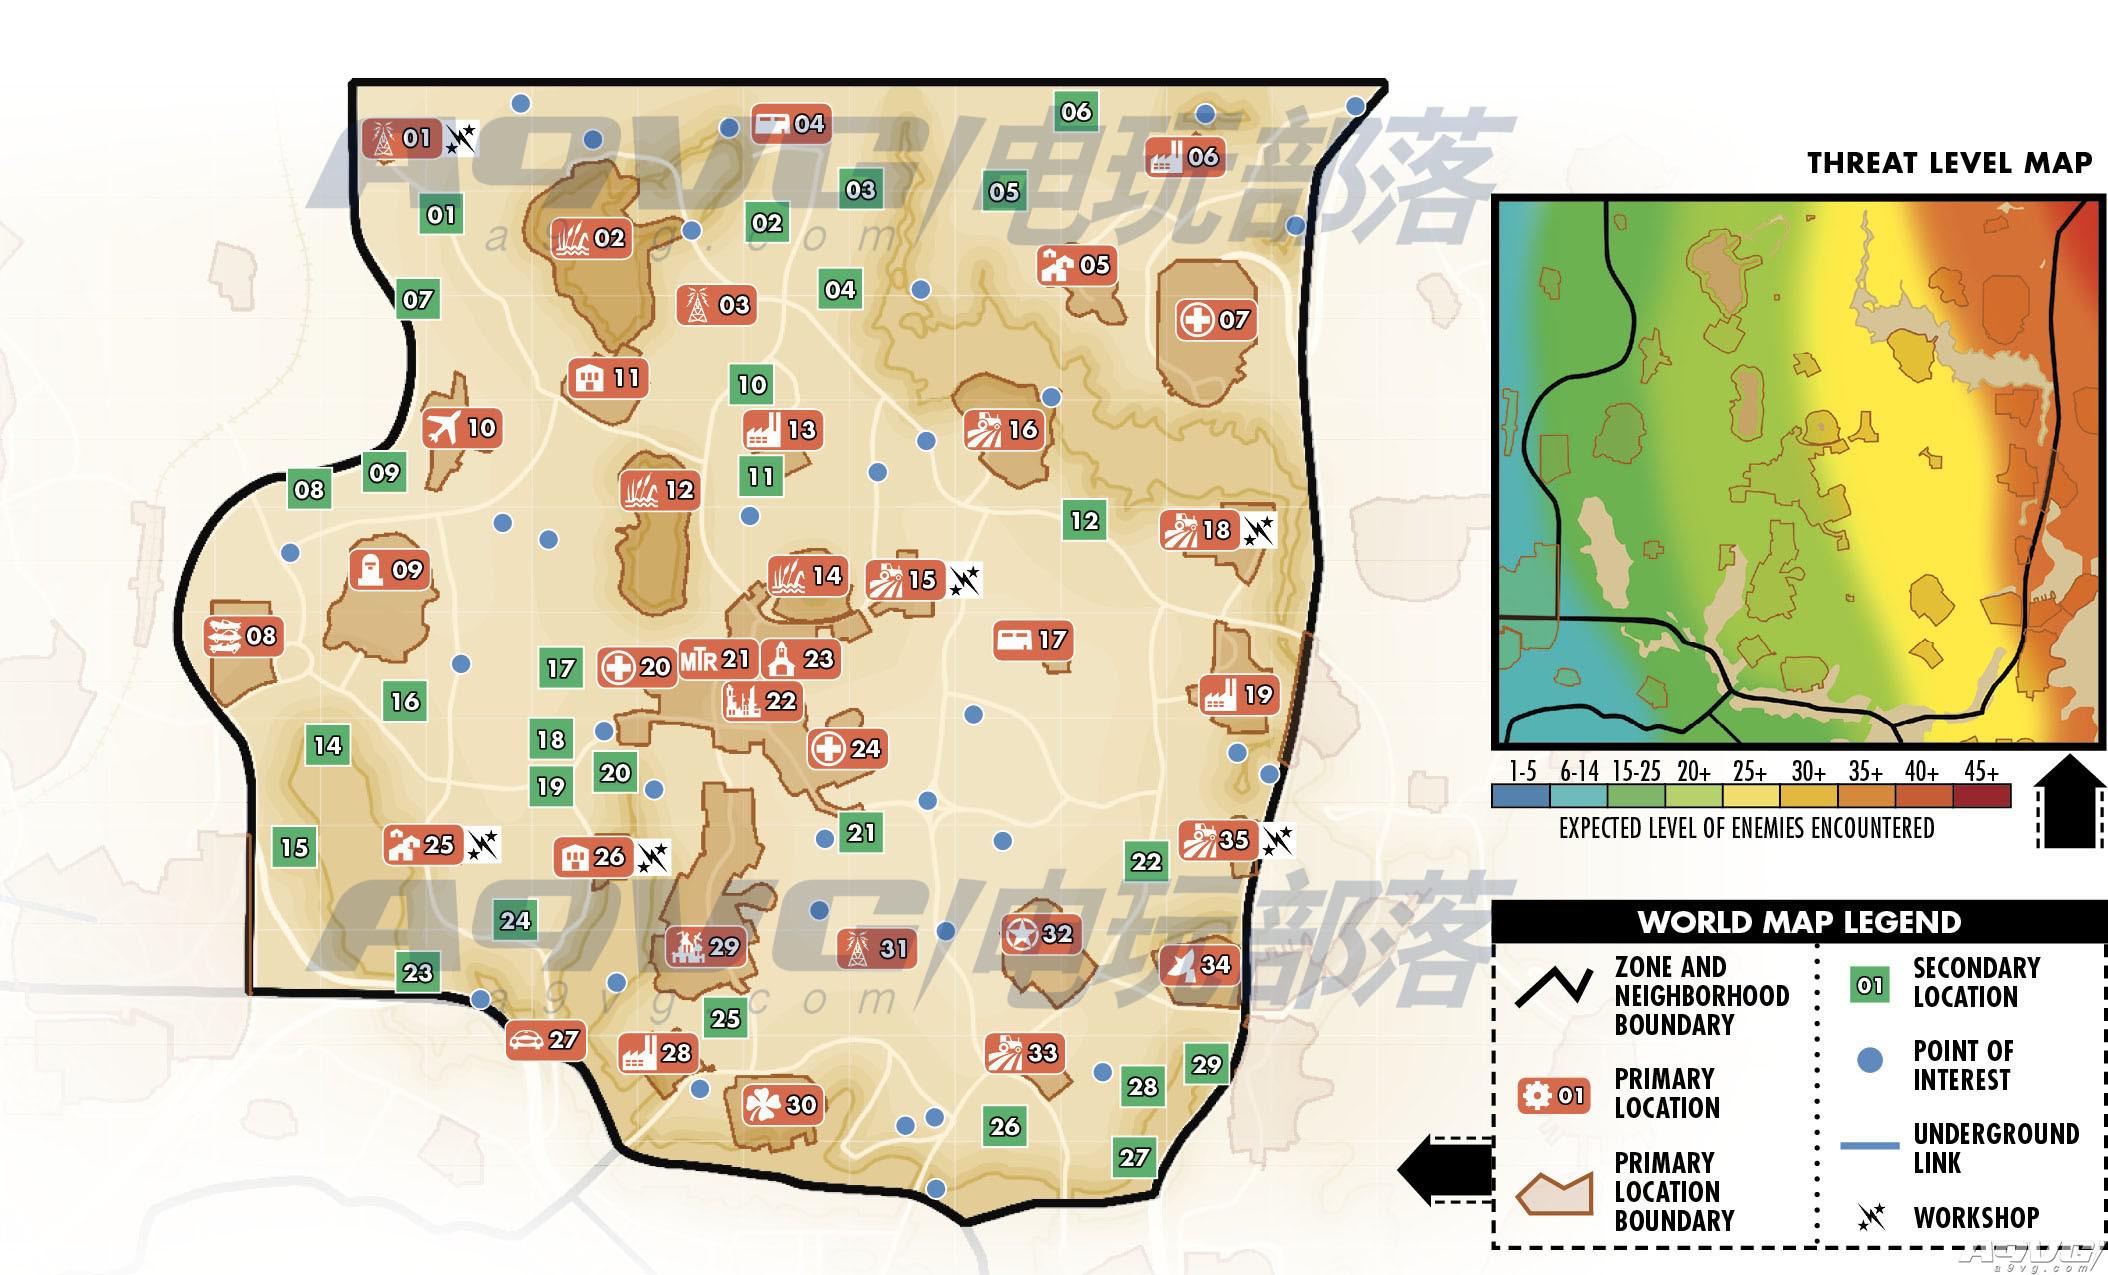 A9VG/电玩部落
a9vg.com
01
04
06
06
01
02
03
05
02
03
04
05
07
07
11
10
10
13
16
11
09
08
12
12
18
09
14
15
08
17
20
MTR 21
23
17
16
22
19
18
24
14
20
19
21
15
25
26
22
35
A9VG/电玩部落
a9vg.com
24
29
31
32
34
23
25
27
28
33
29
28
30
26
27
THREAT LEVEL MAP
1-5 6-14 15-25 20+ 25+ 30+ 35+ 40+ 45+
EXPECTED LEVEL OF ENEMIES ENCOUNTERED
WORLD MAP LEGEND
ZONE AND
NEIGHBORHOOD
BOUNDARY
01
PRIMARY
LOCATION
PRIMARY
LOCATION
BOUNDARY
01
SECONDARY
LOCATION
POINT OF
INTEREST
UNDERGROUND
LINK
WORKSHOP
A9VG/
a9vg.com